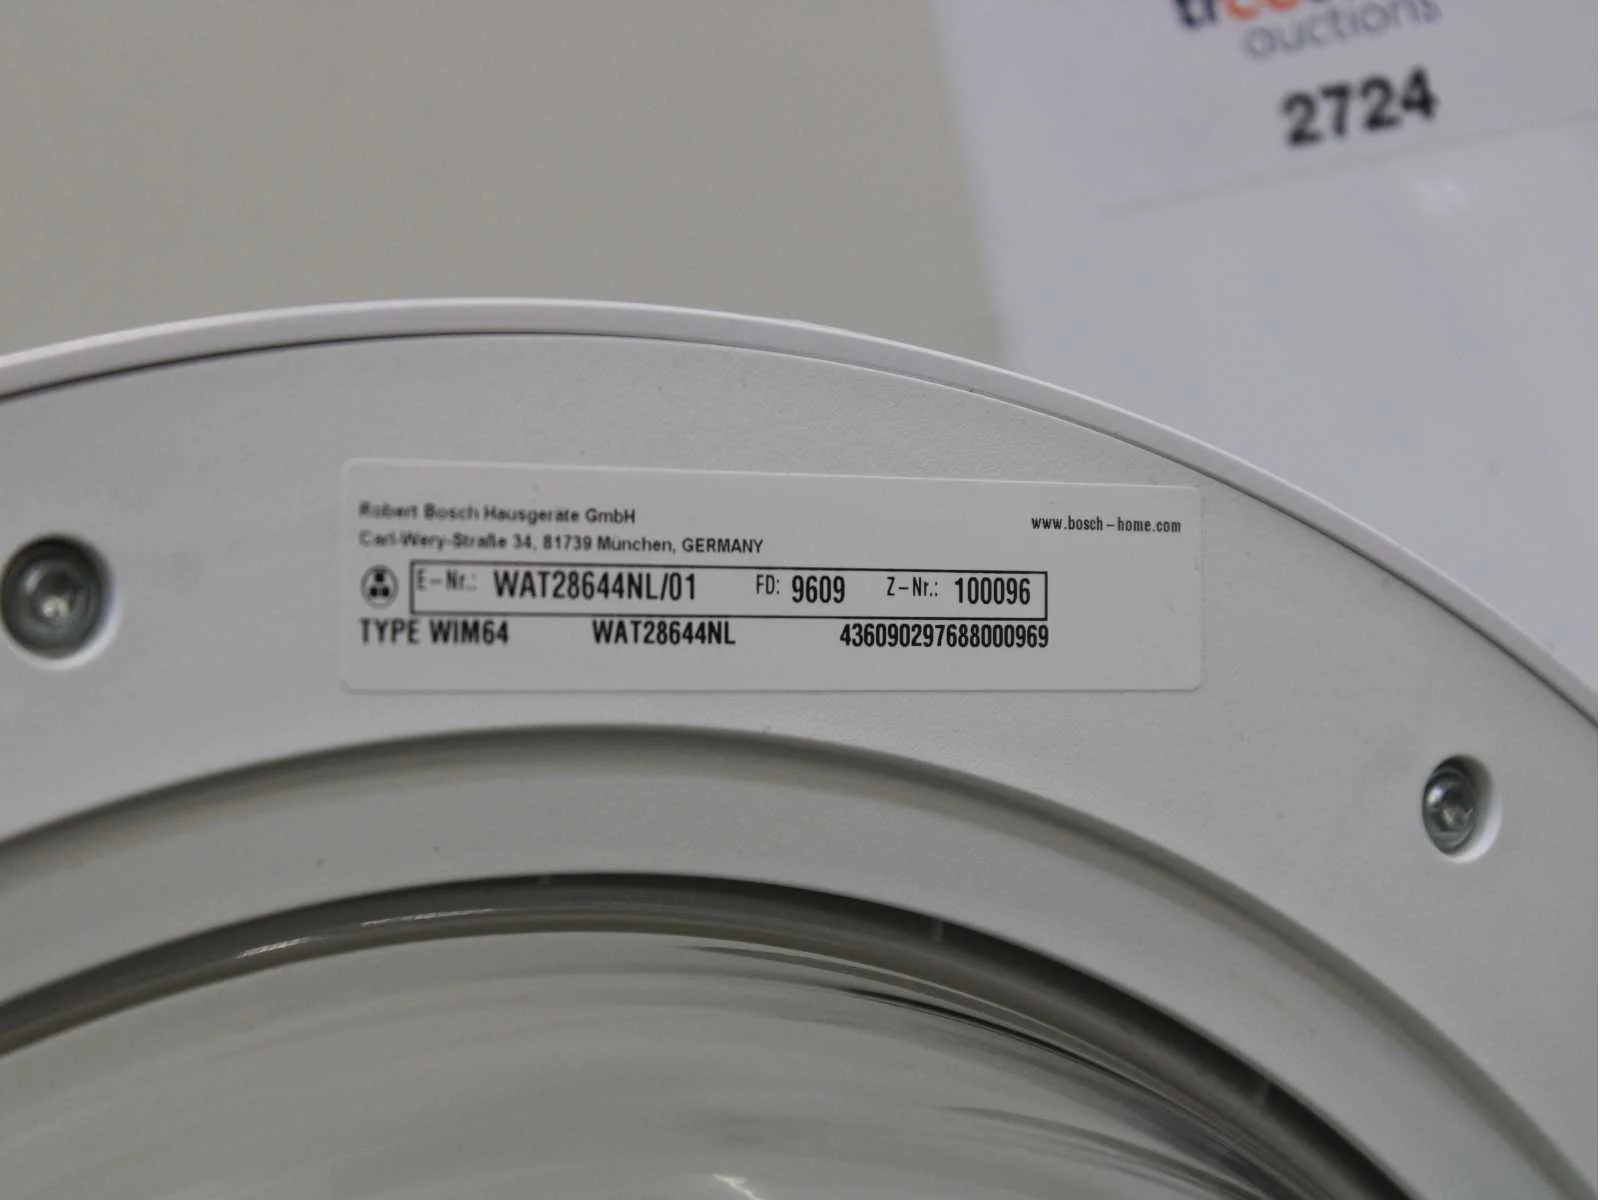 auctions
2724
Robert Bosch Hausgeräte GmbH
www.bosch-home.com
Carl-Wery-Straße 34, 81739 München, GERMANY
E-Nr.: WAT28644NL/01 FD: 9609 Z-Nr.: 100096
TYPE WIM64 WAT28644NL 436090297688000969